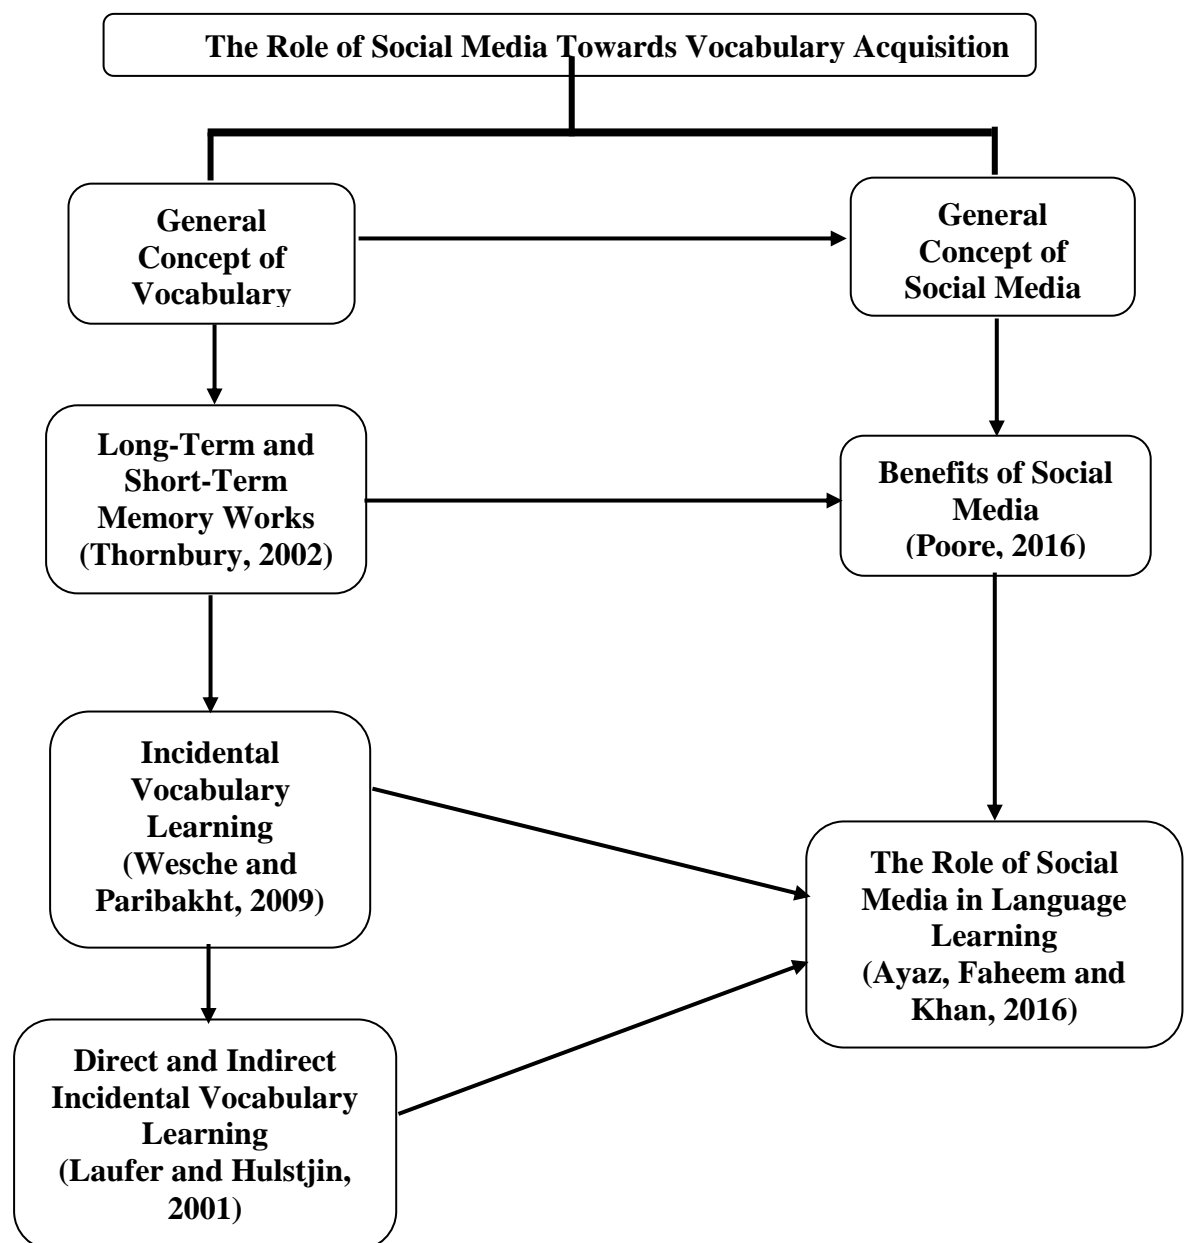 The Role of Social Media Towards Vocabulary Acquisition
General
Concept of
Vocabulary
General
Concept of
Social Media
Long-Term and
Short-Term
Memory Works
(Thornbury, 2002)
Benefits of Social
Media
(Poore, 2016)
Incidental
Vocabulary
Learning
(Wesche and
Paribakht, 2009)
The Role of Social
Media in Language
Learning
(Ayaz, Faheem and
Khan, 2016)
Direct and Indirect
Incidental Vocabulary
Learning
(Laufer and Hulstjin,
2001)